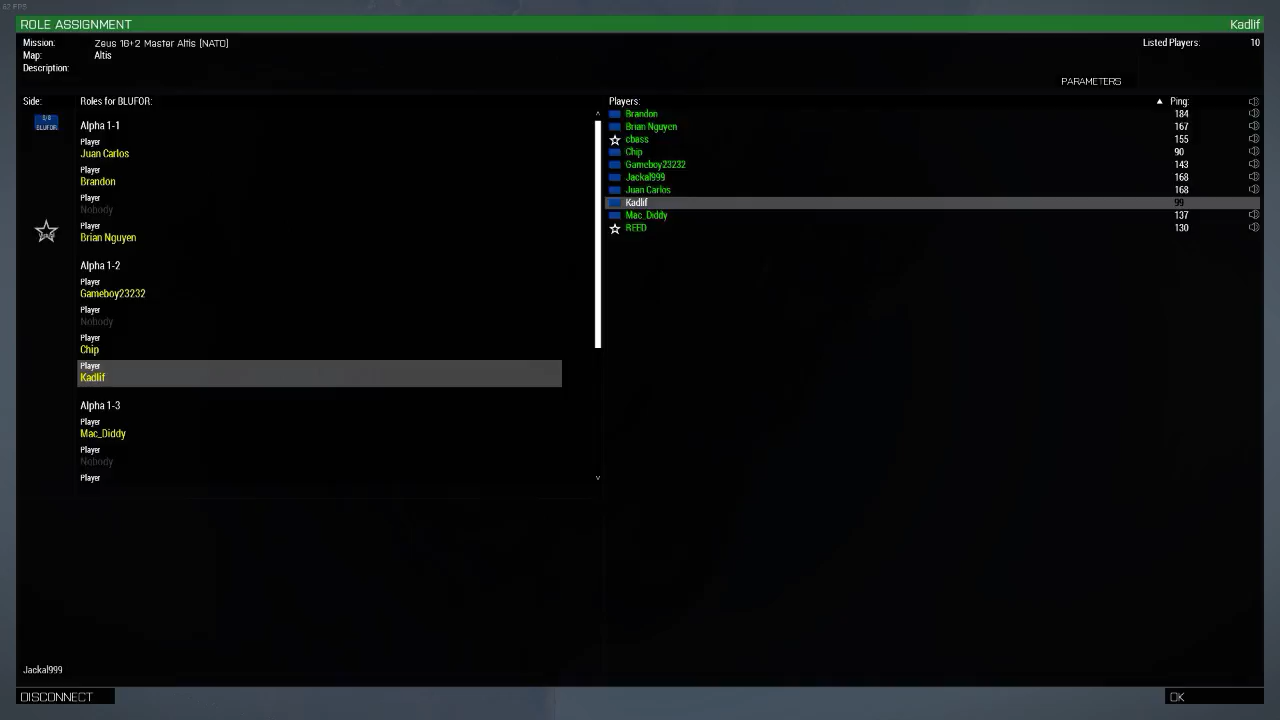 62 FPS
ROLE ASSIGNMENT
Kadlif
Mission: Zeus 16+2 Master Altis (NATO)
Listed Players: 10
Map: Altis
Description:
PARAMETERS
Side:
BLUFOR
Roles for BLUFOR:
Alpha 1-1
Player
Juan Carlos
Player
Brandon
Player
Nobody
Player
Brian Nguyen
Alpha 1-2
Player
Gameboy23232
Player
Nobody
Player
Chip
Player
Kadlif
Alpha 1-3
Player
Mac_Diddy
Player
Nobody
Player
Players: Ping:
Brandon 184
Brian Nguyen 167
cbass 155
Chip 90
Gameboy23232 143
Jackal999 168
Juan Carlos 168
Kadlif 99
Mac_Diddy 137
REED 130
Jackal999
DISCONNECT
OK